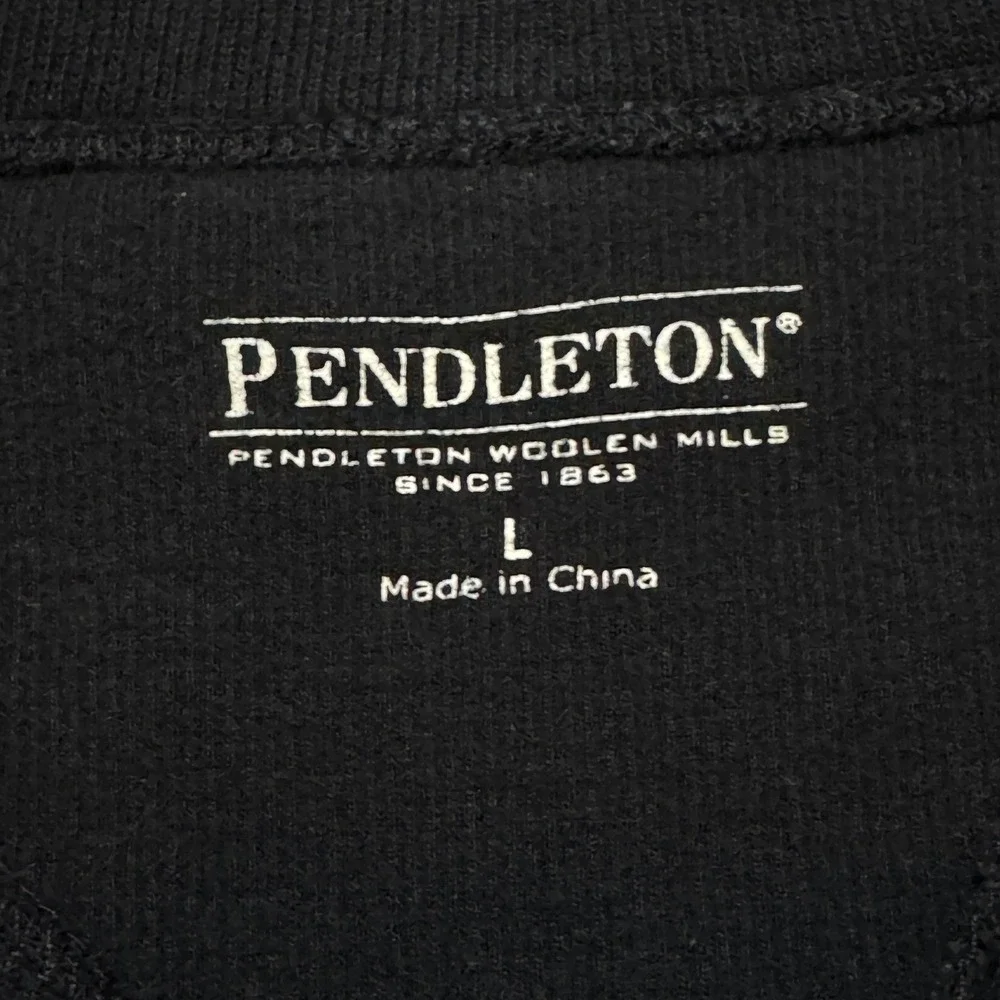 PENDLETON®
PENDLETON WOOLEN MILLS
SINCE 1863
L
Made in China